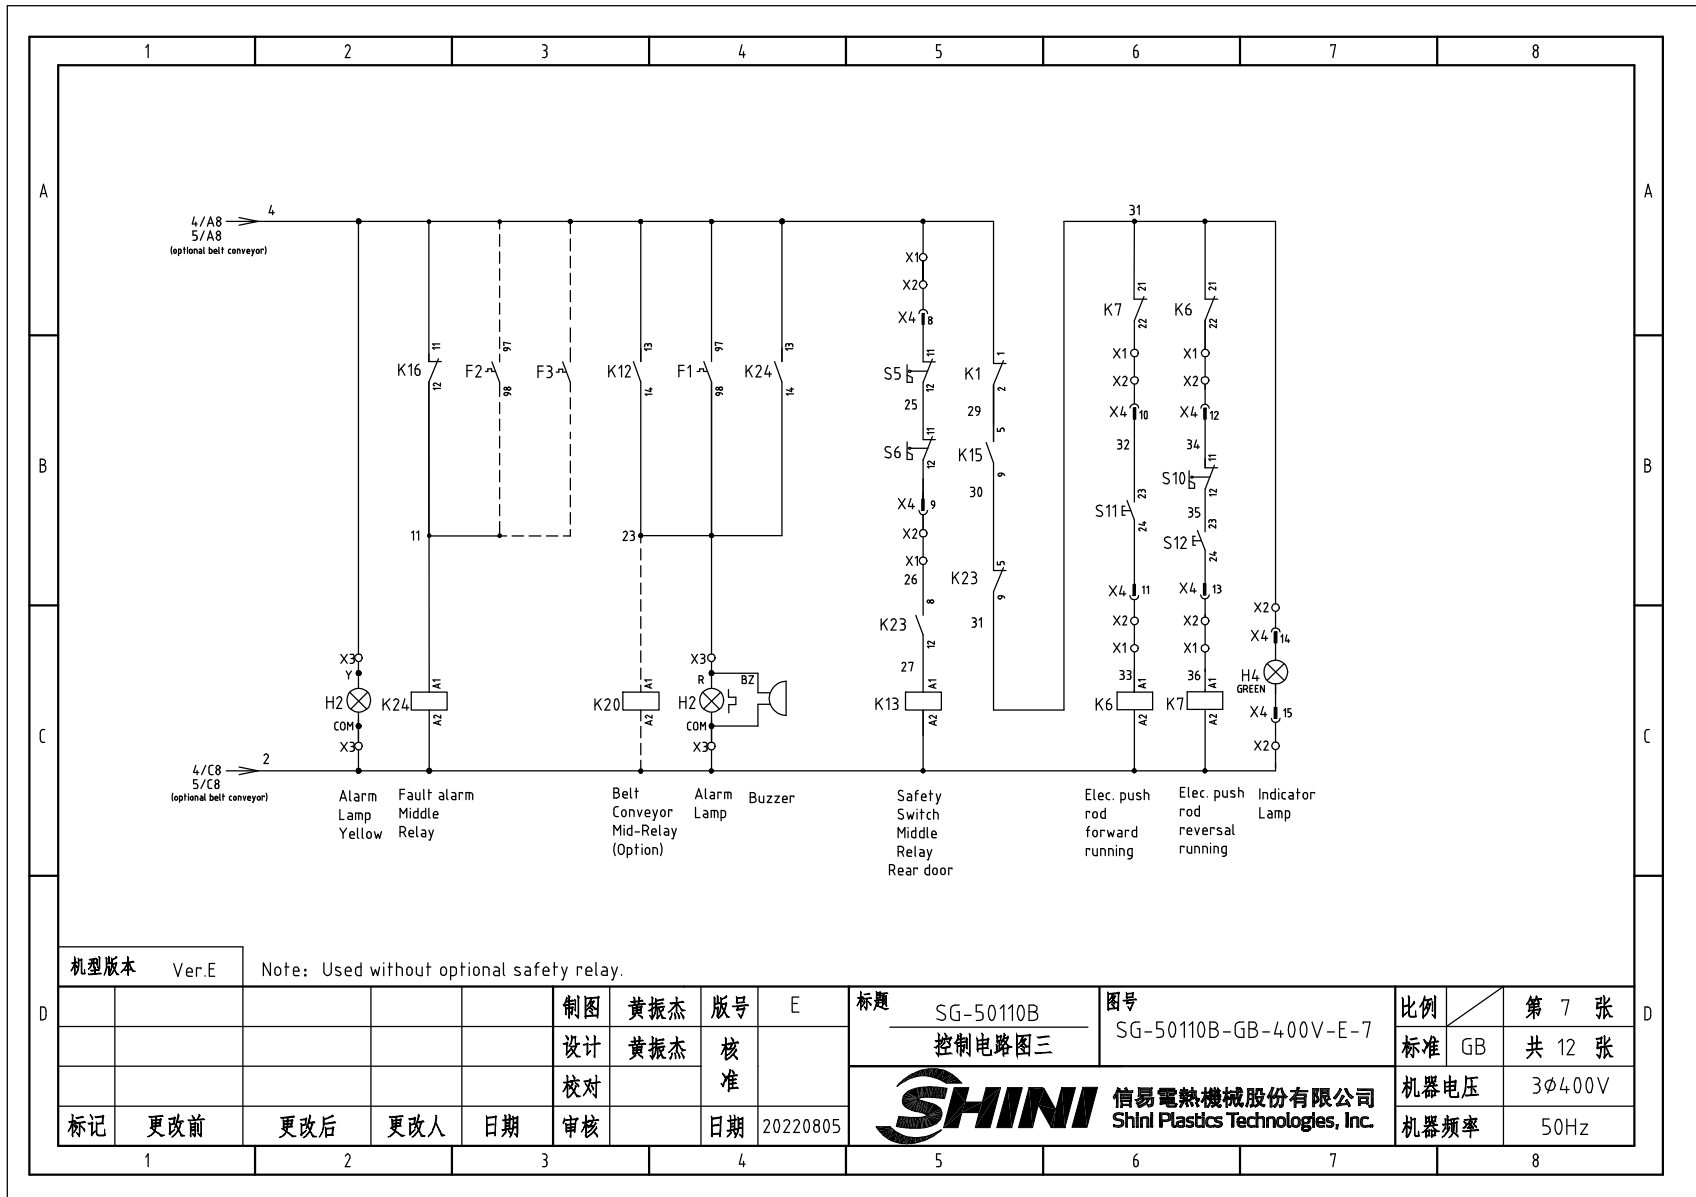 1 2 3 4 5 6 7 8
A A
4/A8 4 31
5/A8
(optional belt conveyor)
X1
X2
X4 8
K7 21 22 K6 21 22
X1 X1
X2 X2
K16 11 12 F2 97 98 F3 K12 13 14 F1 97 98 K24 13 14 S5 11 12 K1 1 2
25 29 X4 10 X4 12
32 34
B B
S6 11 12 K15 5 9
S10 11 12
30
X4 9 S11 23 24 35
11 23 X2 S12 23 24
X1
26 K23 5 9 X4 11 X4 13
8 31 X2 X2 X2
K23 12 X1 X1 X4 14
X3 X3 27 33 36
Y R BZ
H2 K24 A1 A2 K20 A1 A2 H2 K13 A1 A2 K6 A1 A2 K7 A1 A2 H4
GREEN
COM COM X4 15
C C
X3 X3 X2
4/C8 2
5/C8
(optional belt conveyor)
Alarm
Lamp
Yellow
Fault alarm
Middle
Relay
Belt
Conveyor
Mid-Relay
(Option)
Alarm
Lamp
Buzzer
Safety
Switch
Middle
Relay
Rear door
Elec. push
rod
forward
running
Elec. push
rod
reversal
running
Indicator
Lamp
机型版本 Ver.E Note: Used without optional safety relay.
D D
制图 黄振杰 版号 E 标题 SG-50110B 图号 SG-50110B-GB-400V-E-7 比例 第 7 张
设计 黄振杰 核准 控制电路图三 标准 GB 共 12 张
校对 SHINI 信易電熱機械股份有限公司 机器电压 3Φ400V
标记 更改前 更改后 更改人 日期 审核 日期 20220805 Shini Plastics Technologies, Inc. 机器频率 50Hz
1 2 3 4 5 6 7 8